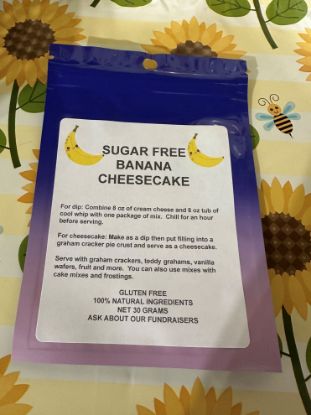 SUGAR FREE
BANANA
CHEESECAKE
For dip: Combine 8 oz of cream cheese and 8 oz tub of
cool whip with one package of mix. Chill for an hour
before serving.
For cheesecake: Make as a dip then put filling into a
graham cracker pie crust and serve as a cheesecake.
Serve with graham crackers, teddy grahams, vanilla
wafers, fruit and more. You can also use mixes with
cake mixes and frostings.
GLUTEN FREE
100% NATURAL INGREDIENTS
NET 30 GRAMS
ASK ABOUT OUR FUNDRAISERS